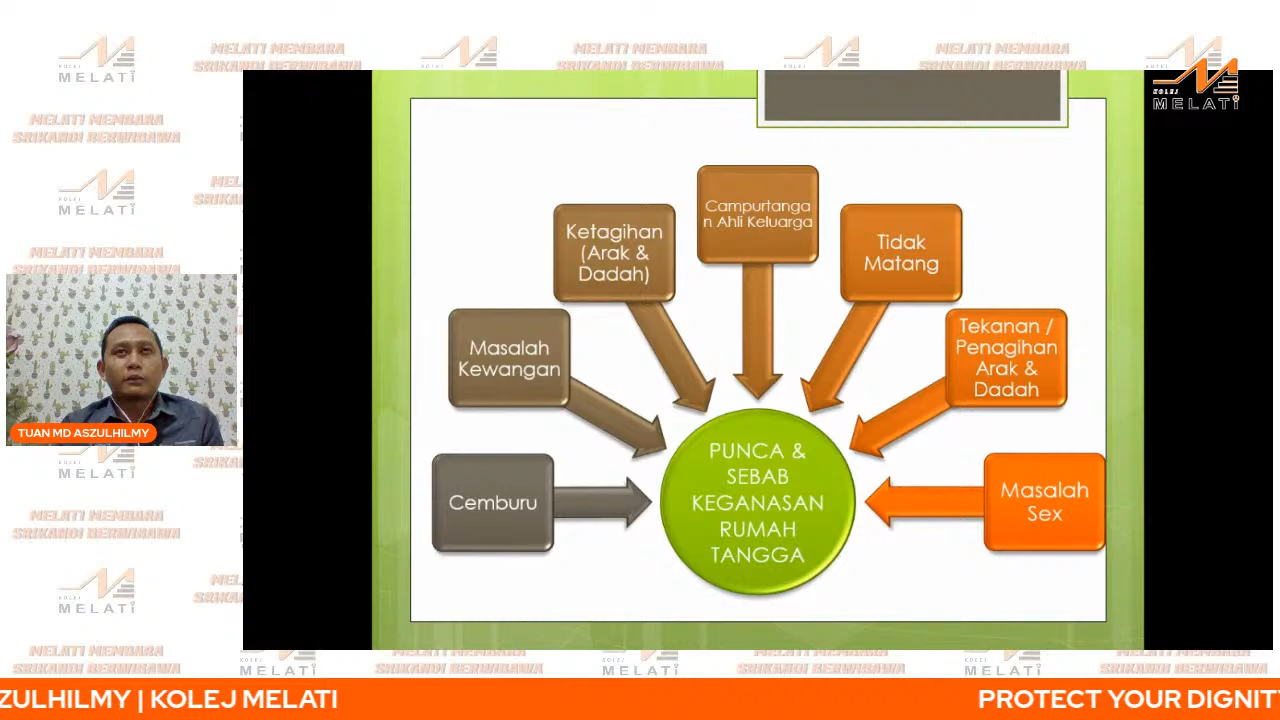 MELATI MEMBARA
SRIKANDI BERWIBAWA
KOLEJ
MELATI
Campurtanga
n Ahli Keluarga
Ketagihan
(Arak &
Dadah)
Tidak
Matang
Masalah
Kewangan
Tekanan /
Penagihan
Arak &
Dadah
Cemburu
PUNCA &
SEBAB
KEGANASAN
RUMAH
TANGGA
Masalah
Sex
TUAN MD ASZULHILMY
ZULHILMY | KOLEJ MELATI
PROTECT YOUR DIGNIT